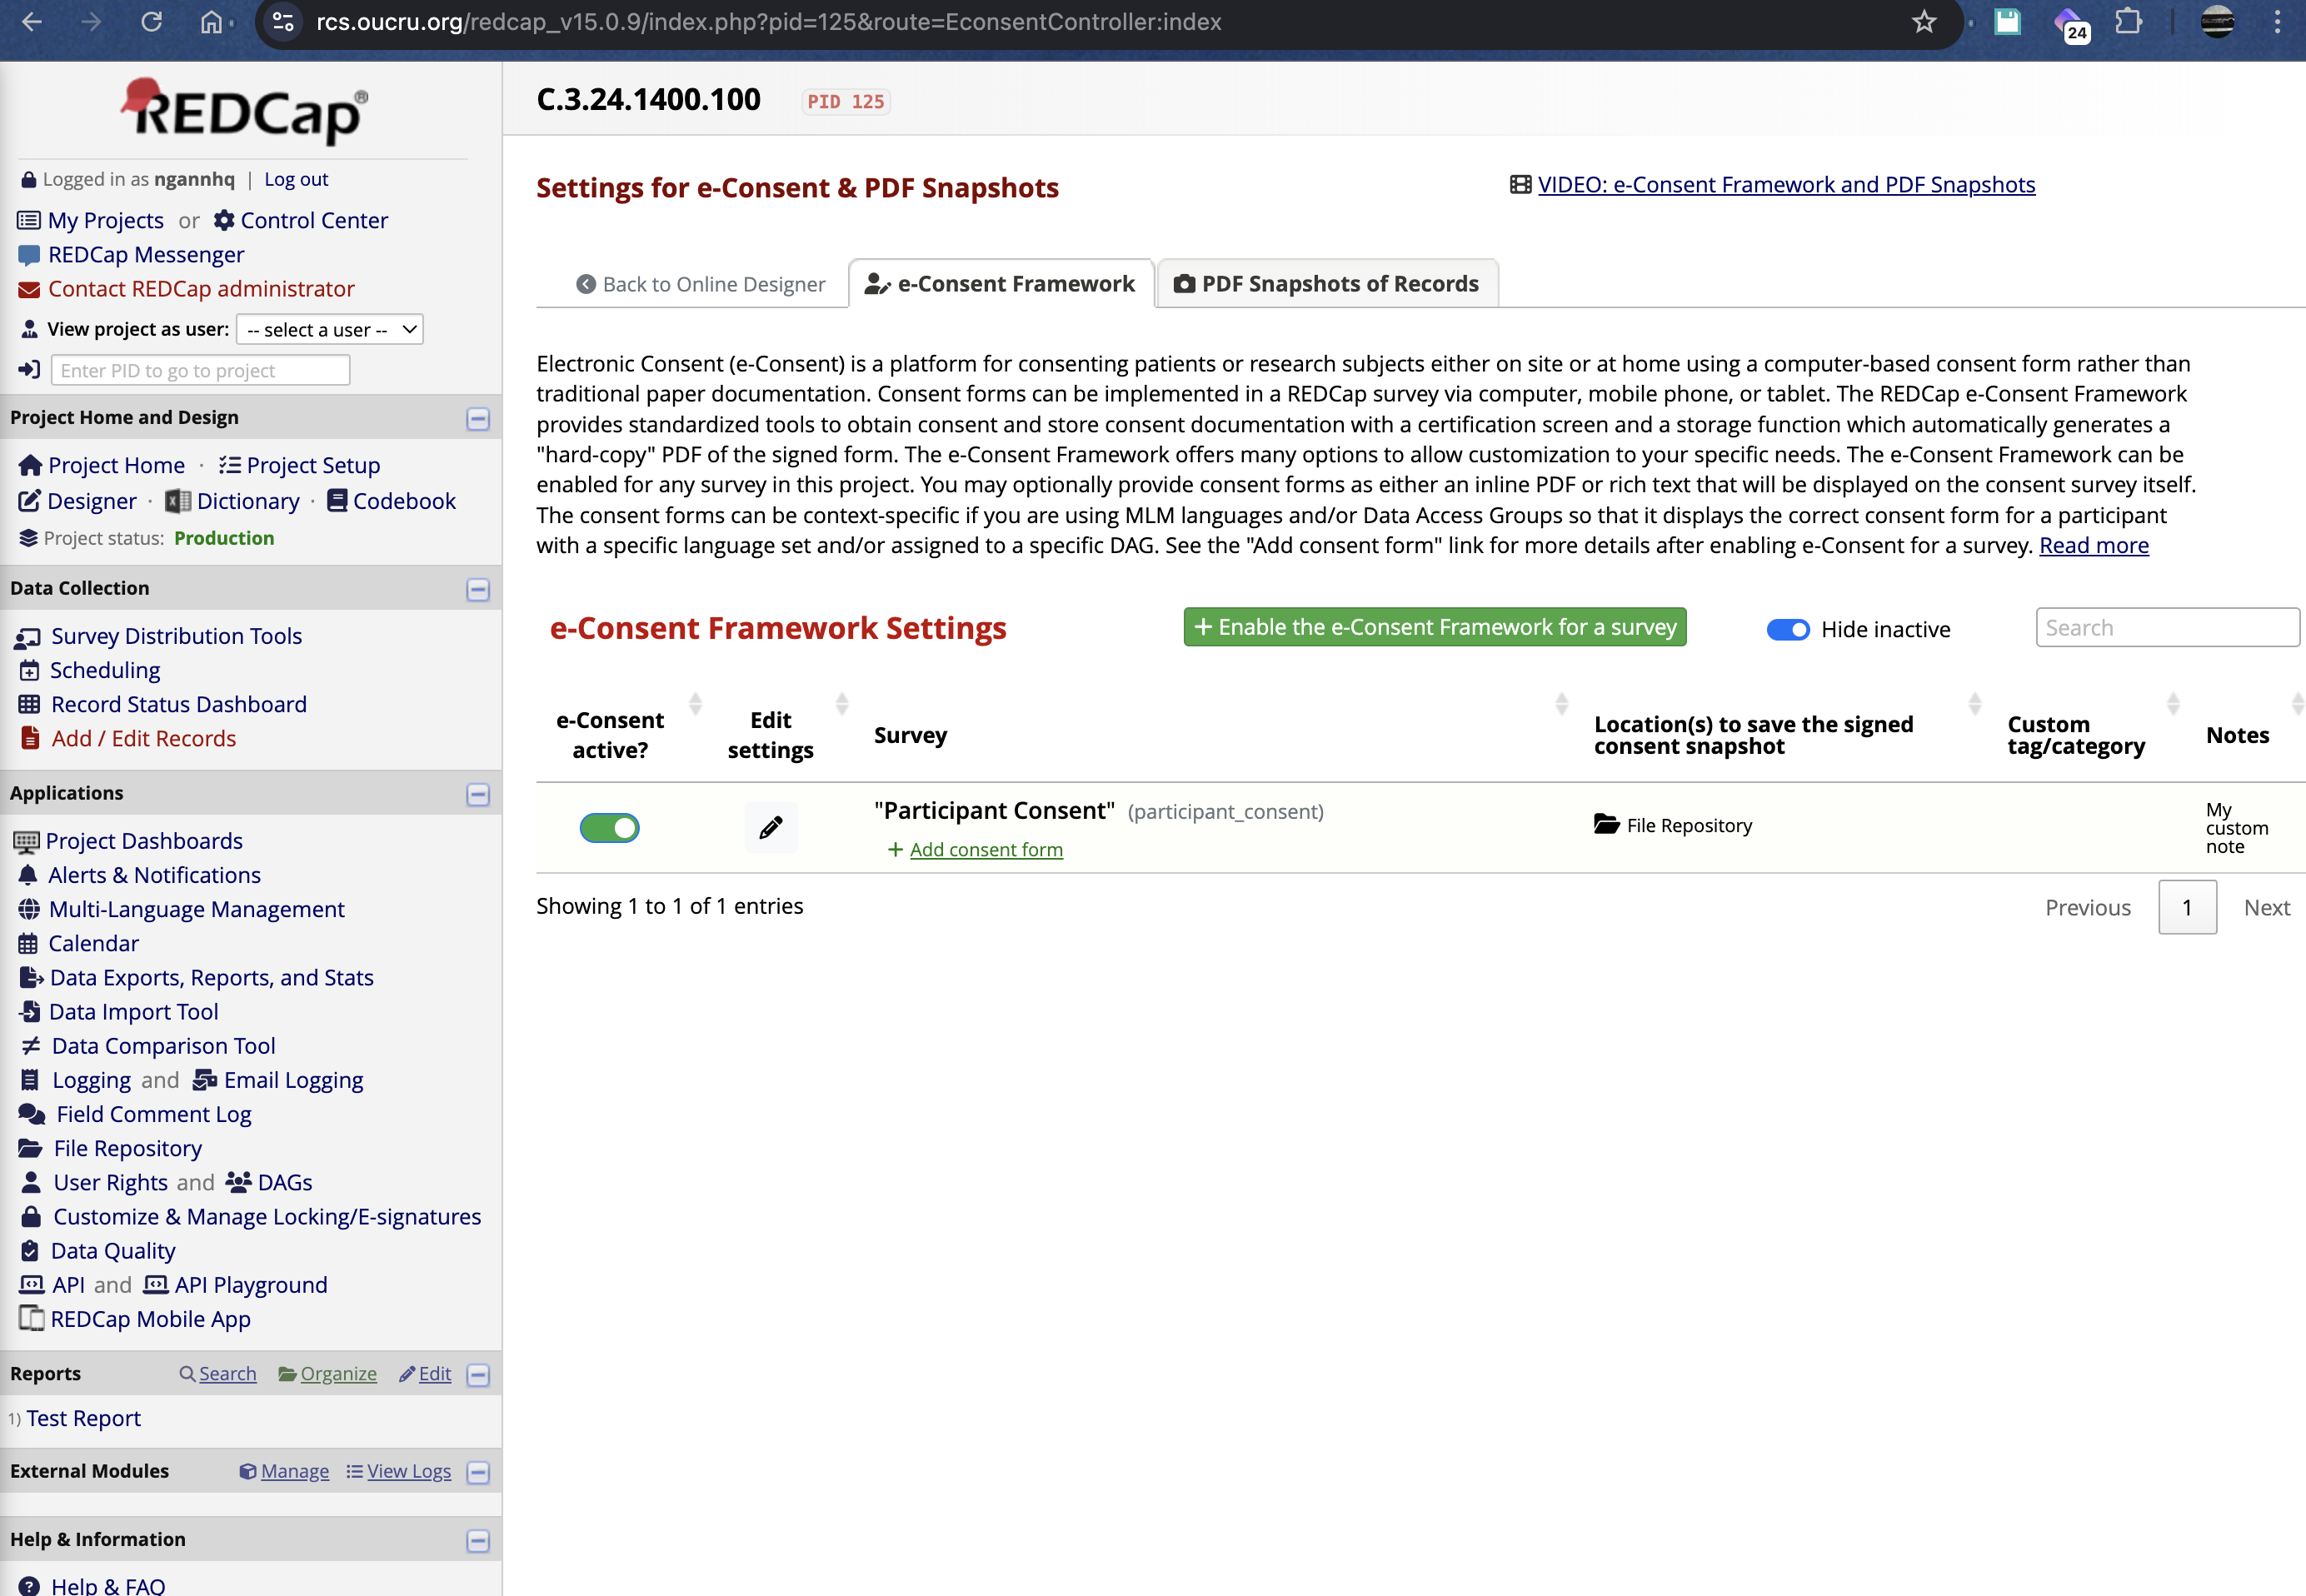 rcs.oucru.org/redcap_v15.0.9/index.php?pid=125&route=EconsentController:index
24
REDCap®
Logged in as ngannhq | Log out
My Projects or Control Center
REDCap Messenger
Contact REDCap administrator
View project as user: -- select a user --
Enter PID to go to project
Project Home and Design
Project Home · Project Setup
Designer · Dictionary · Codebook
Project status: Production
Data Collection
Survey Distribution Tools
Scheduling
Record Status Dashboard
Add / Edit Records
Applications
Project Dashboards
Alerts & Notifications
Multi-Language Management
Calendar
Data Exports, Reports, and Stats
Data Import Tool
Data Comparison Tool
Logging and Email Logging
Field Comment Log
File Repository
User Rights and DAGs
Customize & Manage Locking/E-signatures
Data Quality
API and API Playground
REDCap Mobile App
Reports Search Organize Edit
1) Test Report
External Modules Manage View Logs
Help & Information
Help & FAQ
C.3.24.1400.100 PID 125
Settings for e-Consent & PDF Snapshots
VIDEO: e-Consent Framework and PDF Snapshots
Back to Online Designer e-Consent Framework PDF Snapshots of Records
Electronic Consent (e-Consent) is a platform for consenting patients or research subjects either on site or at home using a computer-based consent form rather than
traditional paper documentation. Consent forms can be implemented in a REDCap survey via computer, mobile phone, or tablet. The REDCap e-Consent Framework
provides standardized tools to obtain consent and store consent documentation with a certification screen and a storage function which automatically generates a
"hard-copy" PDF of the signed form. The e-Consent Framework offers many options to allow customization to your specific needs. The e-Consent Framework can be
enabled for any survey in this project. You may optionally provide consent forms as either an inline PDF or rich text that will be displayed on the consent survey itself.
The consent forms can be context-specific if you are using MLM languages and/or Data Access Groups so that it displays the correct consent form for a participant
with a specific language set and/or assigned to a specific DAG. See the "Add consent form" link for more details after enabling e-Consent for a survey. Read more
e-Consent Framework Settings
+ Enable the e-Consent Framework for a survey
Hide inactive
Search
e-Consent
active?
Edit
settings
Survey
Location(s) to save the signed
consent snapshot
Custom
tag/category
Notes
"Participant Consent" (participant_consent)
+ Add consent form
File Repository
My
custom
note
Showing 1 to 1 of 1 entries
Previous 1 Next